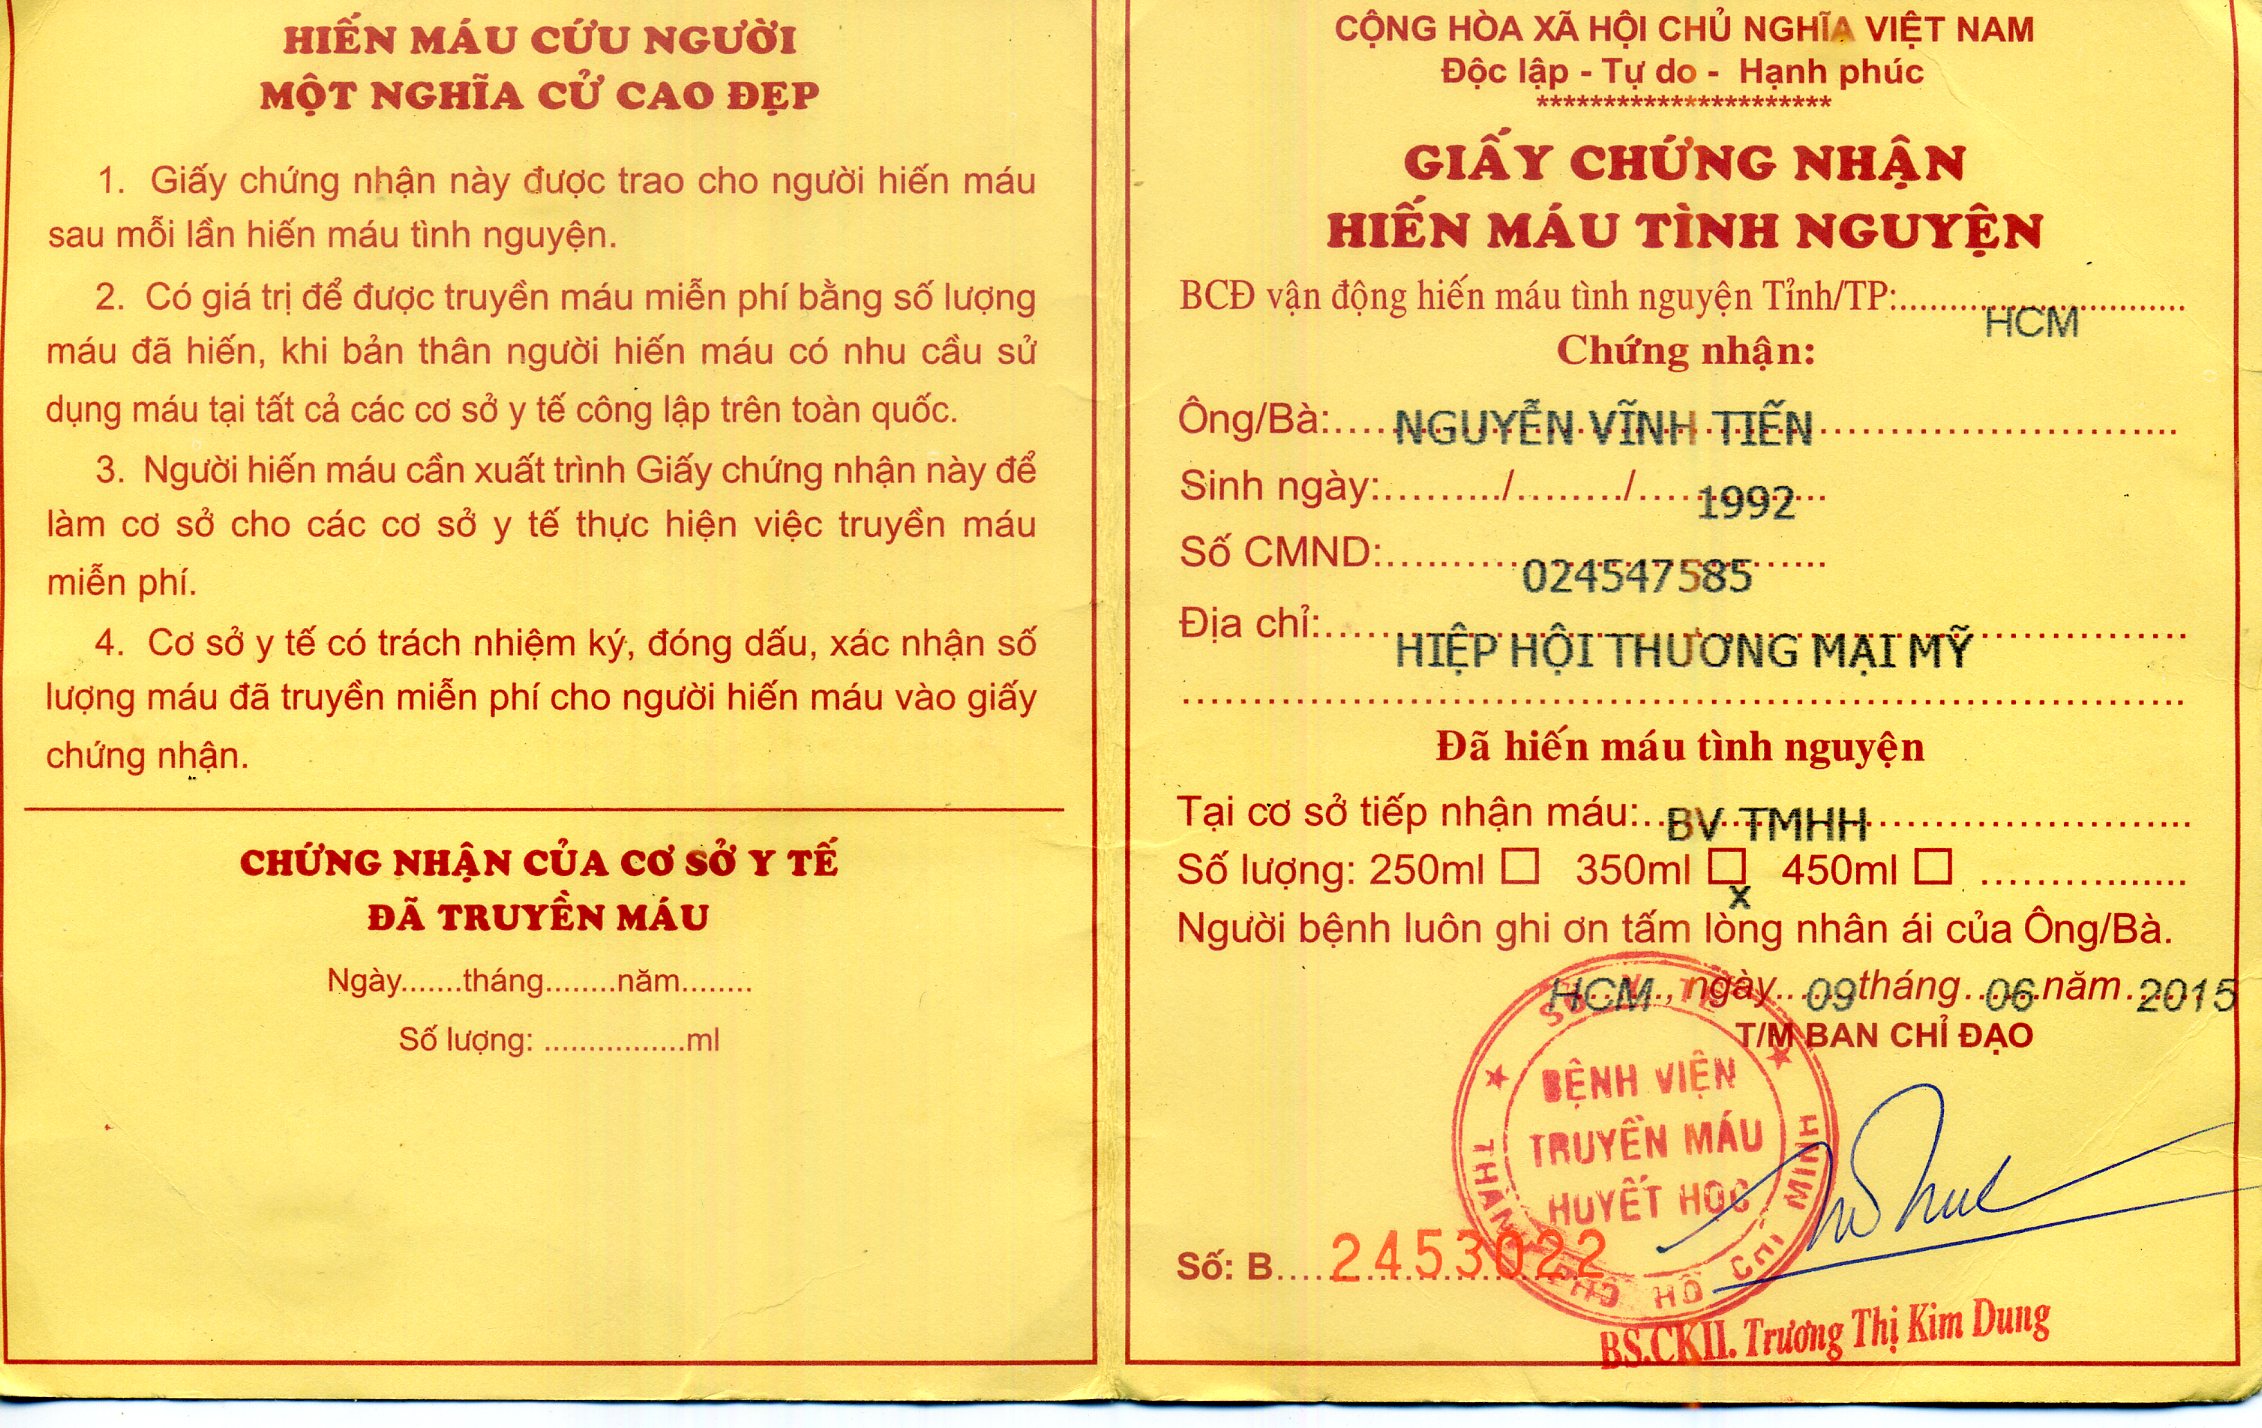 HIẾN MÁU CỨU NGƯỜI
MỘT NGHĨA CỬ CAO ĐẸP
1. Giấy chứng nhận này được trao cho người hiến máu
sau mỗi lần hiến máu tình nguyện.
2. Có giá trị để được truyền máu miễn phí bằng số lượng
máu đã hiến, khi bản thân người hiến máu có nhu cầu sử
dụng máu tại tất cả các cơ sở y tế công lập trên toàn quốc.
3. Người hiến máu cần xuất trình Giấy chứng nhận này để
làm cơ sở cho các cơ sở y tế thực hiện việc truyền máu
miễn phí.
4. Cơ sở y tế có trách nhiệm ký, đóng dấu, xác nhận số
lượng máu đã truyền miễn phí cho người hiến máu vào giấy
chứng nhận.
CHỨNG NHẬN CỦA CƠ SỞ Y TẾ
ĐÃ TRUYỀN MÁU
Ngày.......tháng........năm........
Số lượng: ................ml
CỘNG HÒA XÃ HỘI CHỦ NGHĨA VIỆT NAM
Độc lập - Tự do - Hạnh phúc
**********************
GIẤY CHỨNG NHẬN
HIẾN MÁU TÌNH NGUYỆN
BCĐ vận động hiến máu tình nguyện Tỉnh/TP: HCM
Chứng nhận:
Ông/Bà: NGUYỄN VĨNH TIẾN
Sinh ngày:........./......../ 1992
Số CMND: 024547585
Địa chỉ: HIỆP HỘI THƯƠNG MẠI MỸ
Đã hiến máu tình nguyện
Tại cơ sở tiếp nhận máu: BV TMHH
Số lượng: 250ml ☐ 350ml ☐ x 450ml ☐ ................
Người bệnh luôn ghi ơn tấm lòng nhân ái của Ông/Bà.
HCM, ngày 09 tháng 06 năm 2015
T/M BAN CHỈ ĐẠO
SỞ Y TẾ
THÀNH PHỐ HỒ CHÍ MINH
BỆNH VIỆN
TRUYỀN MÁU
HUYẾT HỌC
Số: B 2453022
BS.CKII. Trương Thị Kim Dung